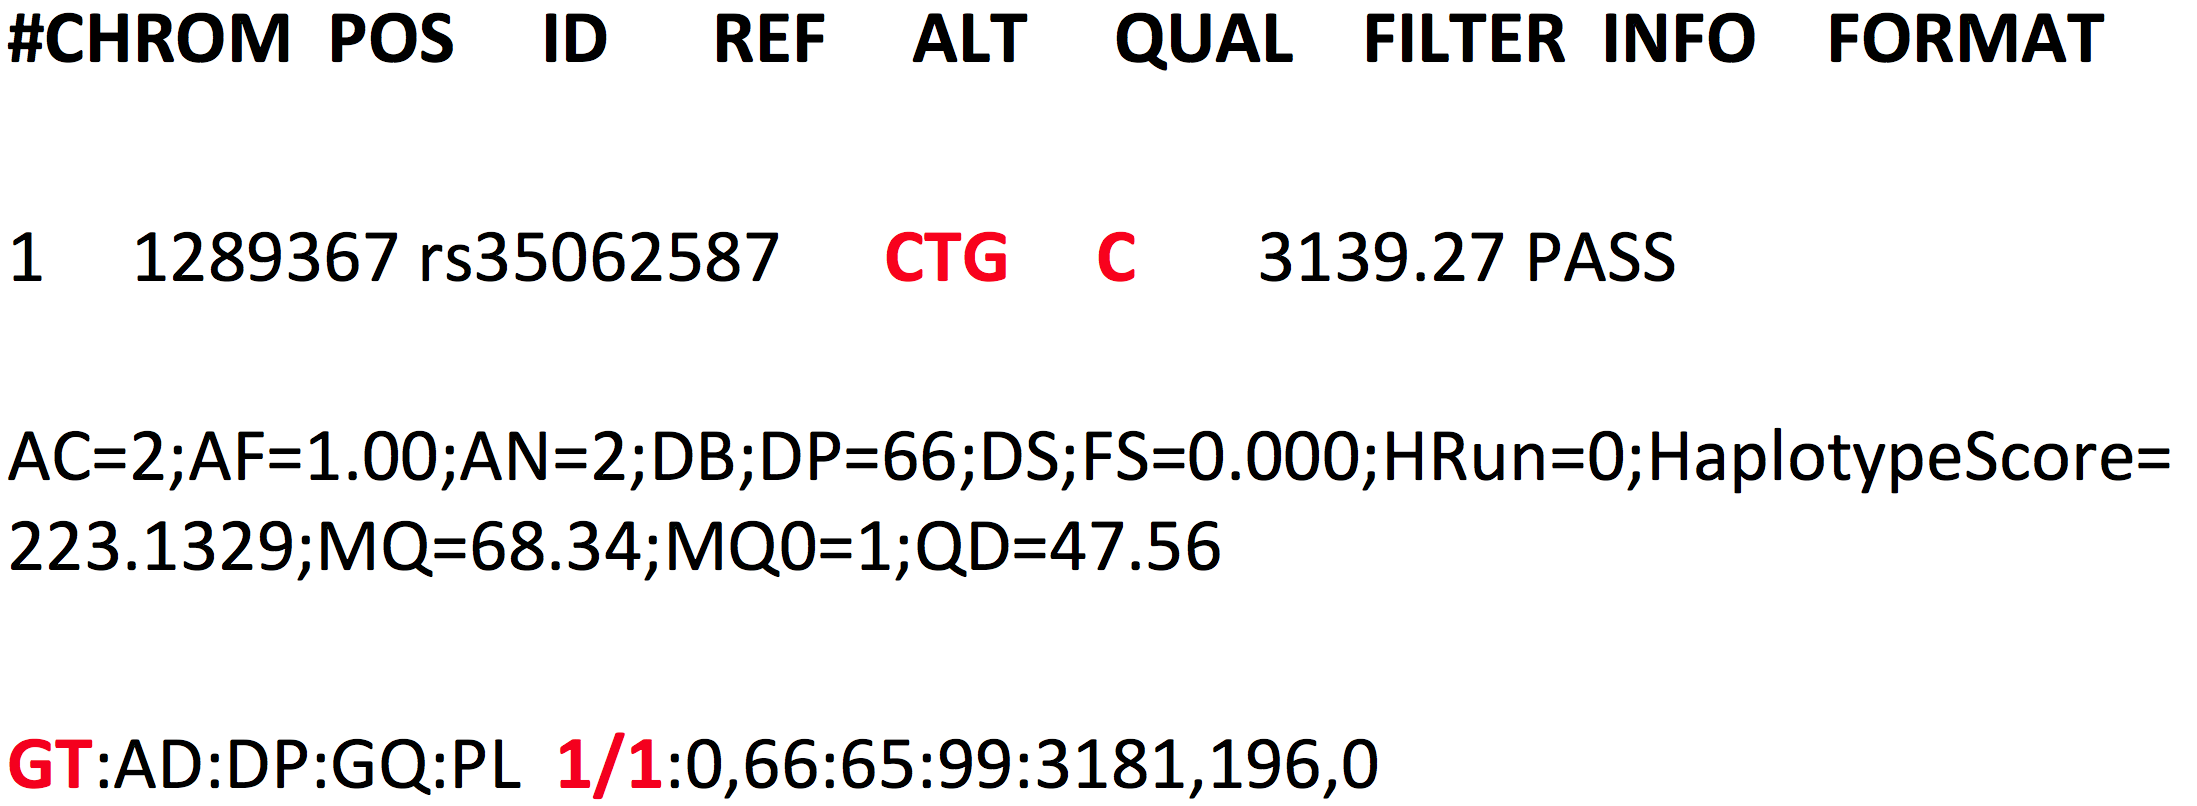 #CHROM POS ID REF ALT QUAL FILTER INFO FORMAT
1 1289367 rs35062587 CTG C 3139.27 PASS
AC=2;AF=1.00;AN=2;DB;DP=66;DS;FS=0.000;HRun=0;HaplotypeScore=
223.1329;MQ=68.34;MQ0=1;QD=47.56
GT:AD:DP:GQ:PL 1/1:0,66:65:99:3181,196,0